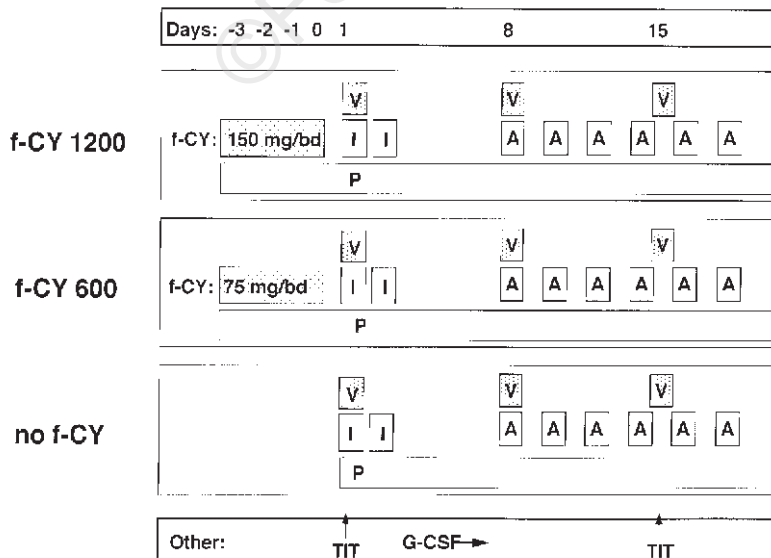 Days: -3 -2 -1 0 1 8 15
V V V
f-CY 1200 f-CY: 150 mg/bd I I A A A A A A
P
V V V
f-CY 600 f-CY: 75 mg/bd I I A A A A A A
P
V V V
no f-CY I I A A A A A A
P
Other: TIT G-CSF TIT